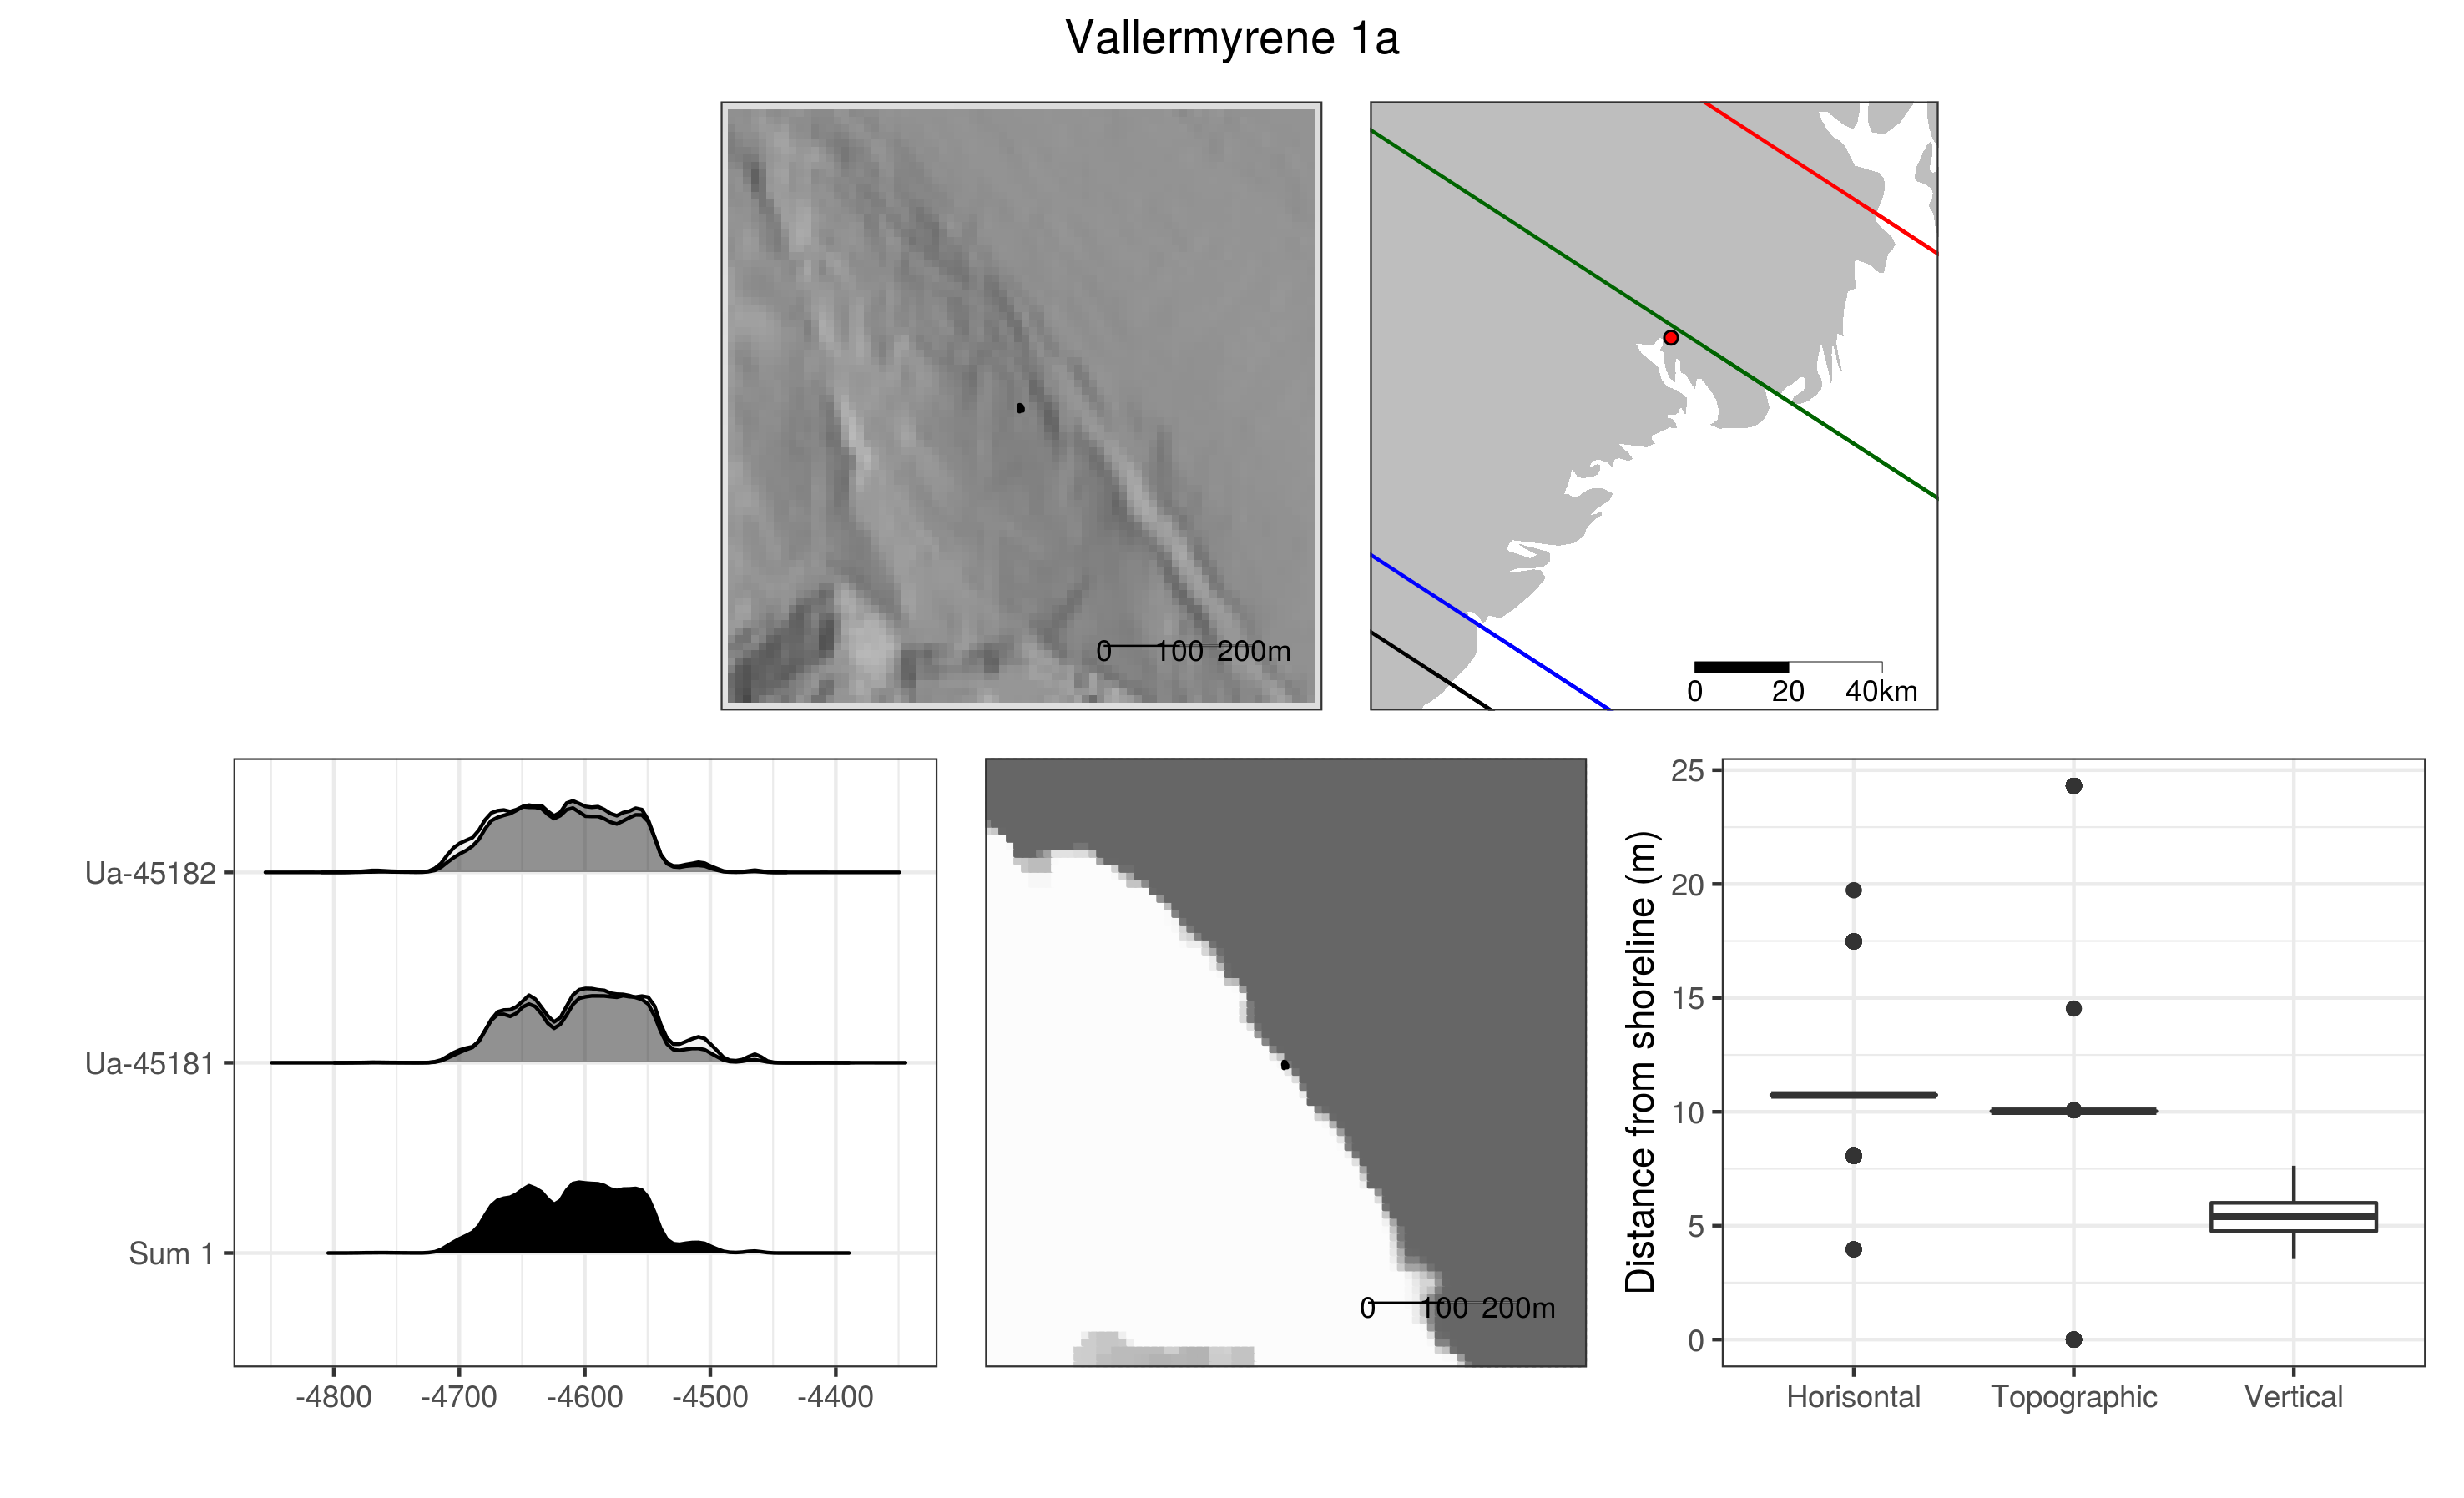 Vallermyrene 1a
0 100 200m
0 20 40km
Ua-45182
Ua-45181
Sum 1
-4800 -4700 -4600 -4500 -4400
0 100 200m
Distance from shoreline (m)
25
20
15
10
5
0
Horisontal Topographic Vertical